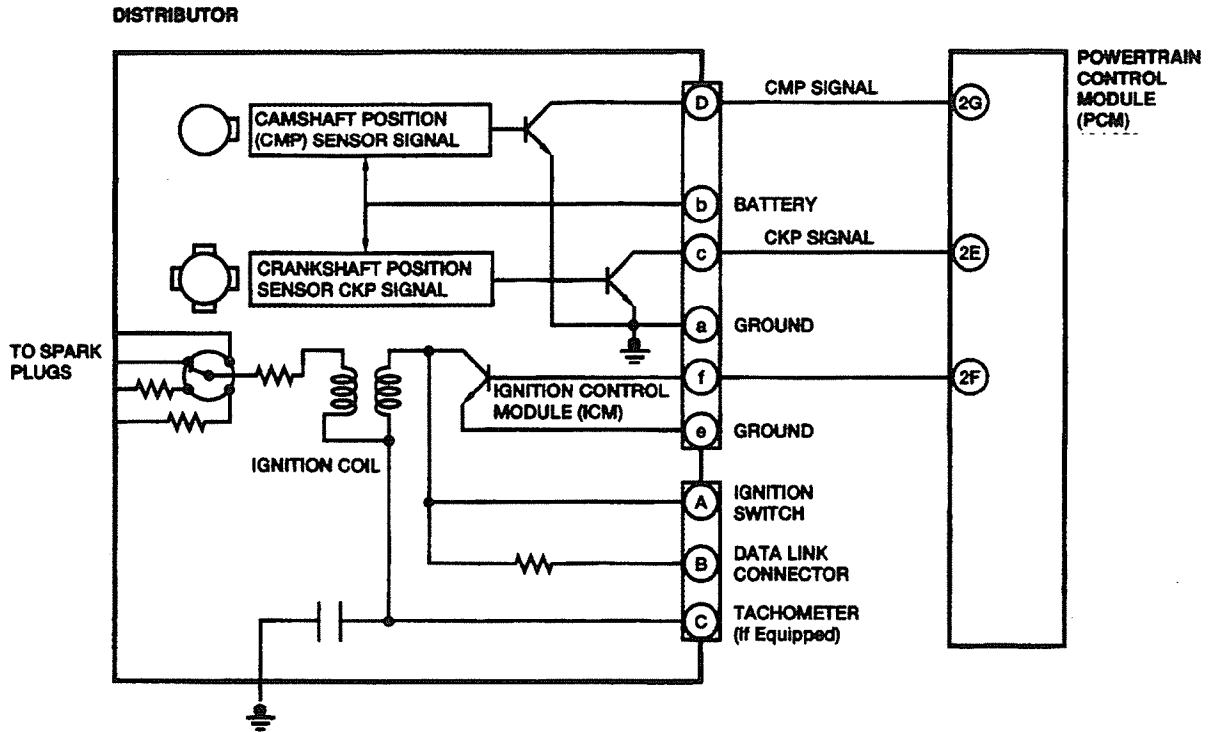 DISTRIBUTOR
POWERTRAIN
CONTROL
MODULE
(PCM)
CAMSHAFT POSITION
(CMP) SENSOR SIGNAL
D
CMP SIGNAL
2G
b
BATTERY
CRANKSHAFT POSITION
SENSOR CKP SIGNAL
c
CKP SIGNAL
2E
a
GROUND
TO SPARK
PLUGS
f
2F
IGNITION CONTROL
MODULE (ICM)
e
GROUND
IGNITION COIL
A
IGNITION
SWITCH
B
DATA LINK
CONNECTOR
C
TACHOMETER
(If Equipped)